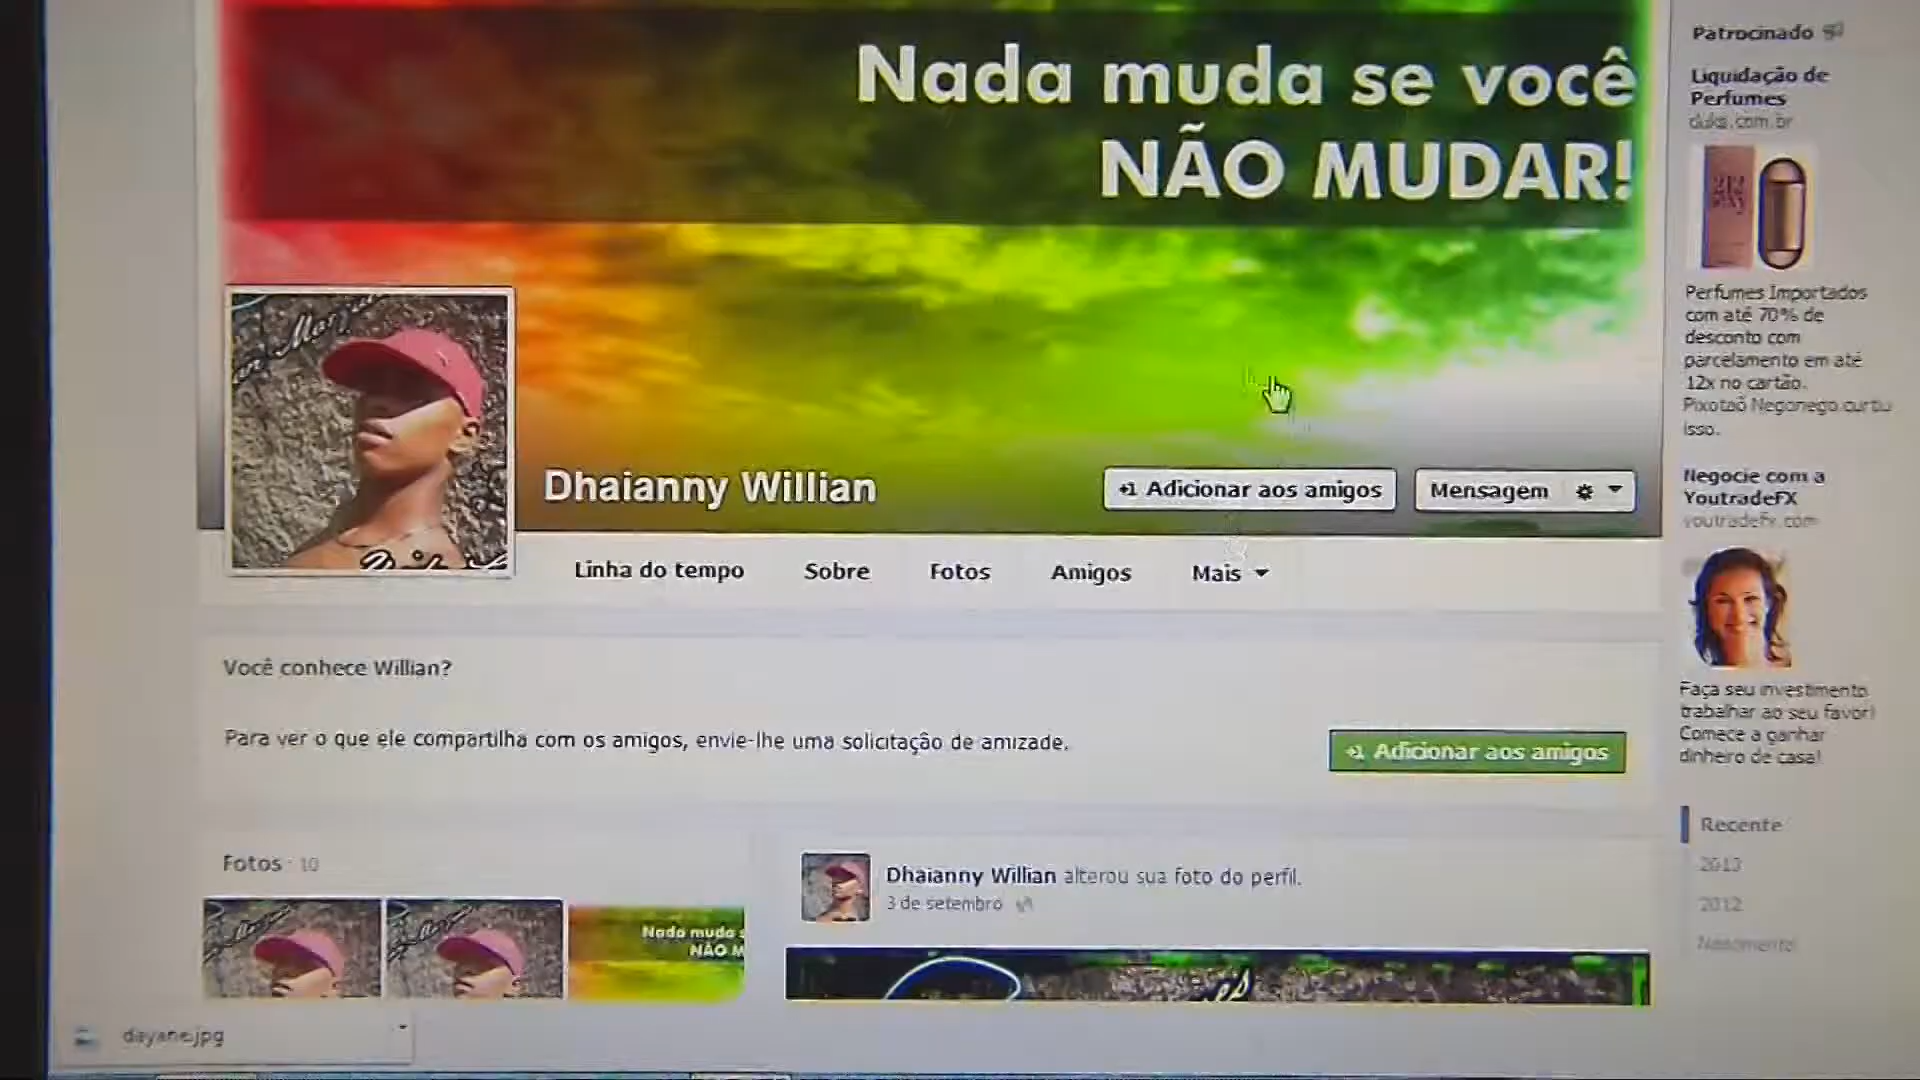 Nada muda se você
NÃO MUDAR!
Dhaianny Willian
+1 Adicionar aos amigos
Mensagem
Linha do tempo
Sobre
Fotos
Amigos
Mais
Você conhece Willian?
Para ver o que ele compartilha com os amigos, envie-lhe uma solicitação de amizade.
+1 Adicionar aos amigos
Fotos · 10
Nada muda s
NÃO M
Dhaianny Willian alterou sua foto do perfil.
3 de setembro
dayane.jpg
Patrocinado
Liquidação de
Perfumes
duks.com.br
212
Perfumes Importados
com até 70% de
desconto com
parcelamento em até
12x no cartão.
Pixotaô Negonego curtiu
isso.
Negocie com a
YoutradeFX
youtradefx.com
Faça seu investimento
trabalhar ao seu favor!
Comece a ganhar
dinheiro de casa!
Recente
2013
2012
Nascimento